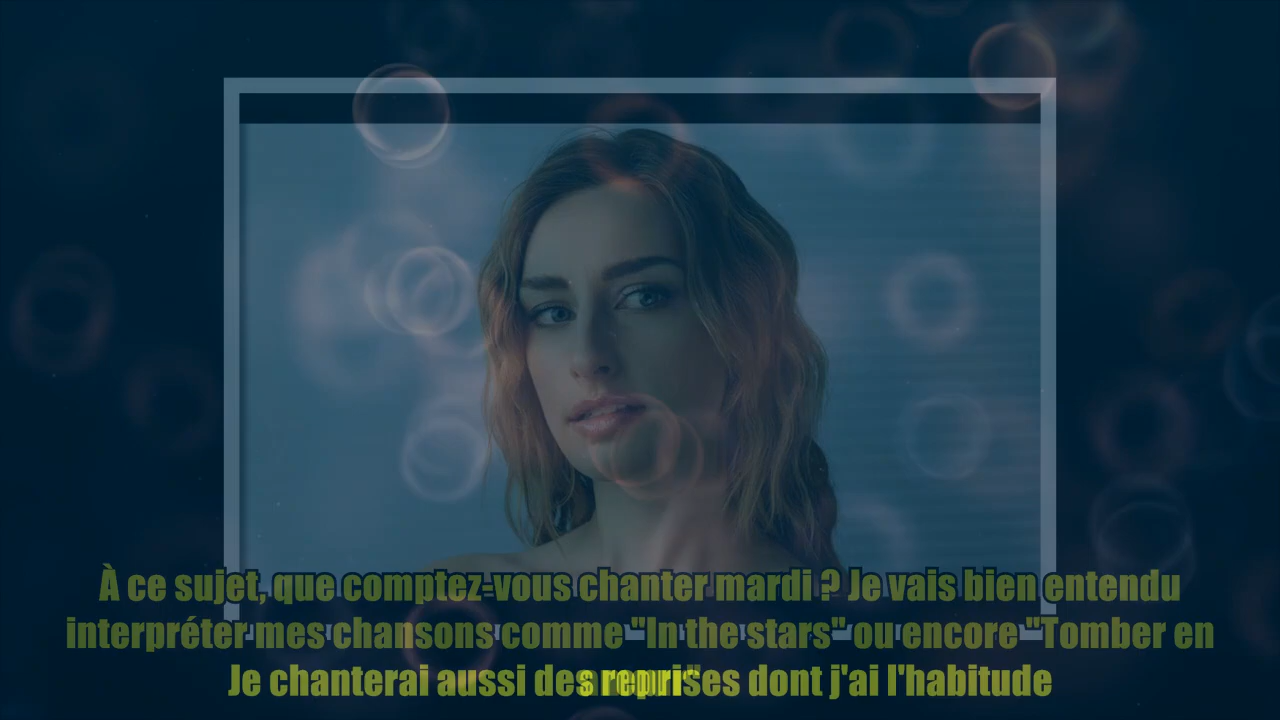 À ce sujet, que comptez-vous chanter mardi ? Je vais bien entendu
interpréter mes chansons comme "In the stars" ou encore "Tomber en
Je chanterai aussi des reprises dont j'ai l'habitude